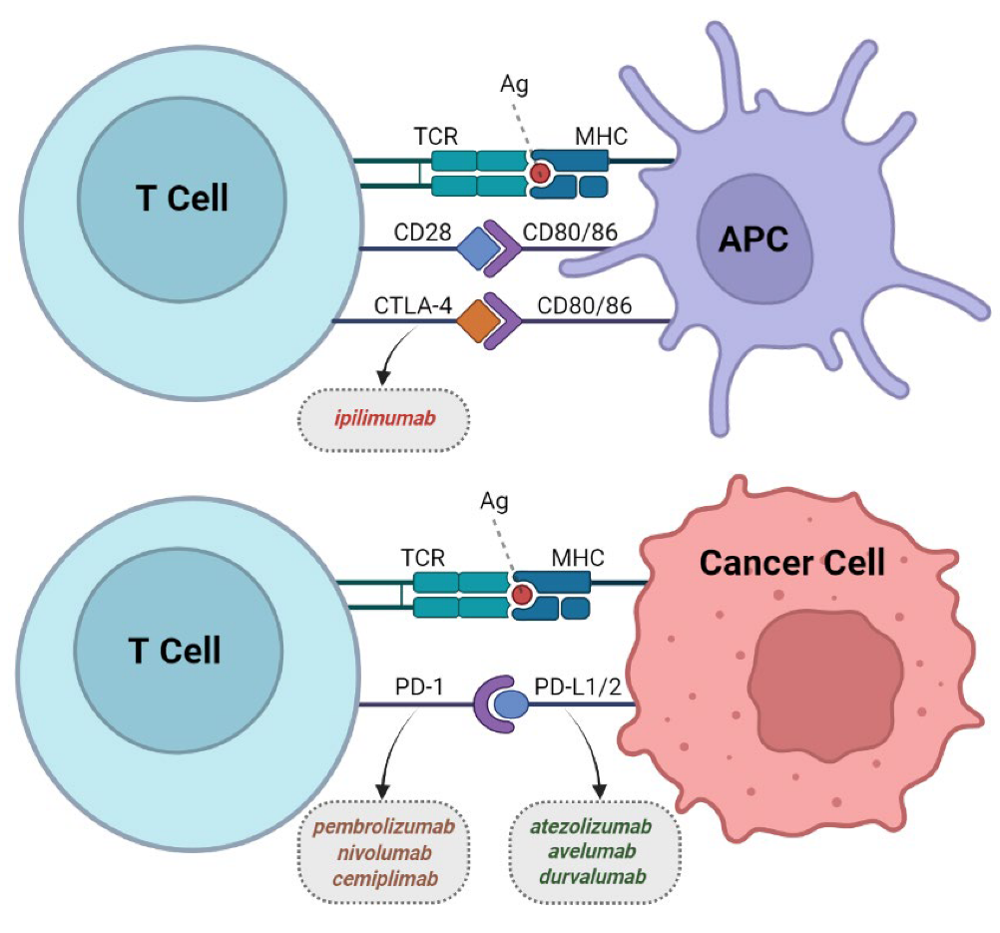 Ag
TCR
MHC
T Cell
CD28
CD80/86
APC
CTLA-4
CD80/86
ipilimumab
Ag
TCR
MHC
Cancer Cell
T Cell
PD-1
PD-L1/2
pembrolizumab
nivolumab
cemiplimab
atezolizumab
avelumab
durvalumab